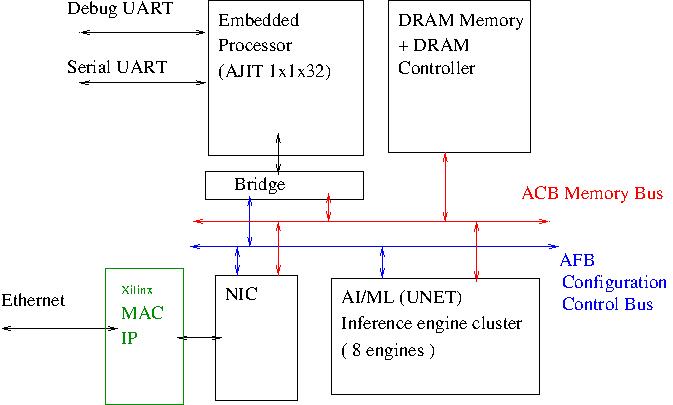 Debug UART
Serial UART
Embedded
Processor
(AJIT 1x1x32)
DRAM Memory
+ DRAM
Controller
Bridge
ACB Memory Bus
AFB
Configuration
Control Bus
Ethernet
Xilinx
MAC
IP
NIC
AI/ML (UNET)
Inference engine cluster
( 8 engines )